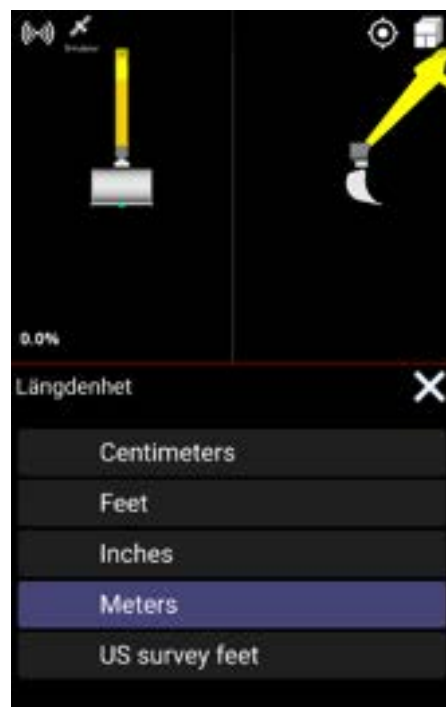 0.0%
Längdenhet
Centimeters
Feet
Inches
Meters
US survey feet